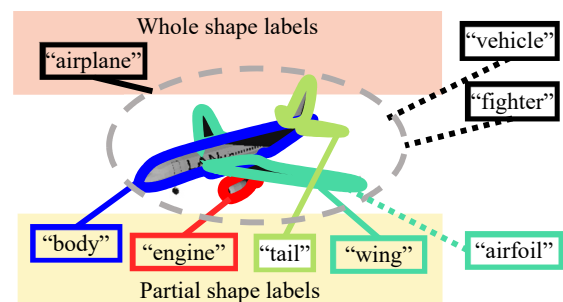 Whole shape labels
“vehicle”
“airplane”
“fighter”
“body”
“engine”
“tail”
“wing”
“airfoil”
Partial shape labels